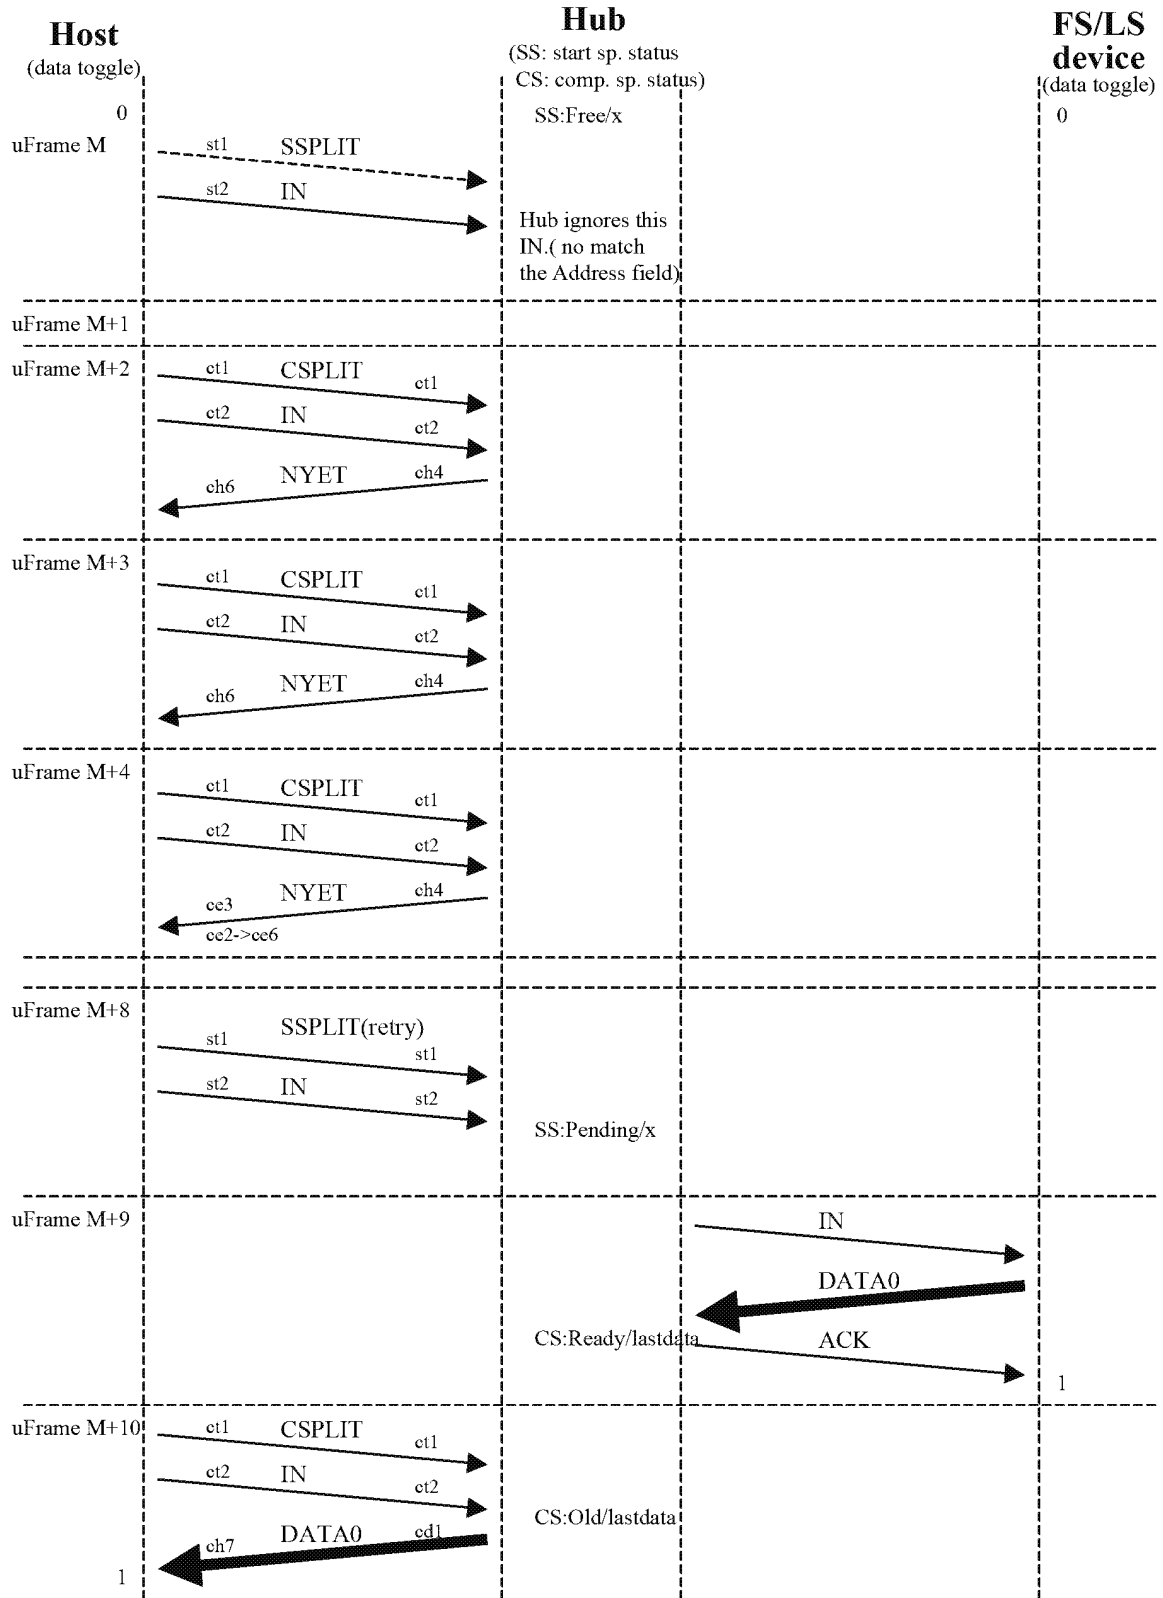 Host
(data toggle)
Hub
(SS: start sp. status
CS: comp. sp. status)
FS/LS
device
(data toggle)
0
SS:Free/x
0
uFrame M
st1 SSPLIT
st2 IN
Hub ignores this
IN.( no match
the Address field)
uFrame M+1
uFrame M+2
ct1 CSPLIT ct1
ct2 IN ct2
ch6 NYET ch4
uFrame M+3
ct1 CSPLIT ct1
ct2 IN ct2
ch6 NYET ch4
uFrame M+4
ct1 CSPLIT ct1
ct2 IN ct2
ce3 NYET ch4
ce2->ce6
uFrame M+8
st1 SSPLIT(retry) st1
st2 IN st2
SS:Pending/x
uFrame M+9
IN
DATA0
CS:Ready/lastdata
ACK
1
uFrame M+10
ct1 CSPLIT ct1
ct2 IN ct2
CS:Old/lastdata
ch7 DATA0 cd1
1